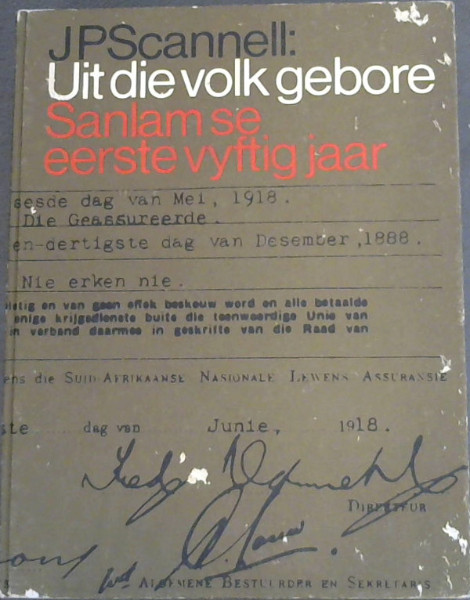 JPScannell:
Uit die volk gebore
Sanlam se
eerste vyftig jaar
sesde dag van Mei, 1918.
Die Geassureerde.
en-dertigste dag van Desember, 1888.
Nie erken nie.
letig en van geen effek beskouw word en alle betaalde
enige krijgsdienste buite die teenwoordige Unie van
in verband daarmee in geskrifte van die Raad van
ens die SUID-AFRIKAANSE NASIONALE LEWENS ASSURANSIE
ste dag van Junie, 1918.
DIREKTEUR
ALGEMENE BESTUURDER EN SEKRETARIS